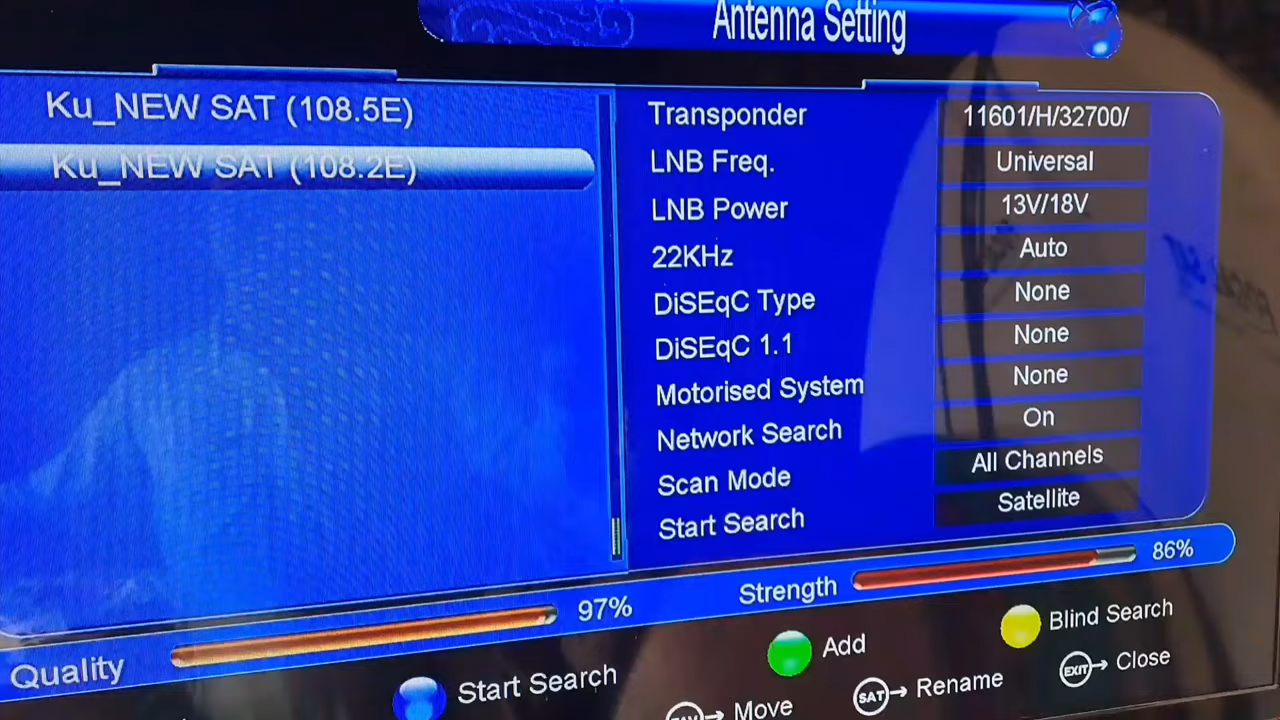 Antenna Setting
Ku_NEW SAT (108.5E)
Ku_NEW SAT (108.2E)
Transponder 11601/H/32700/
LNB Freq. Universal
LNB Power 13V/18V
22KHz Auto
DiSEqC Type None
DiSEqC 1.1 None
Motorised System None
Network Search On
Scan Mode All Channels
Start Search Satellite
Quality 97% Strength 86%
Start Search Add Blind Search
Move SAT Rename EXIT Close